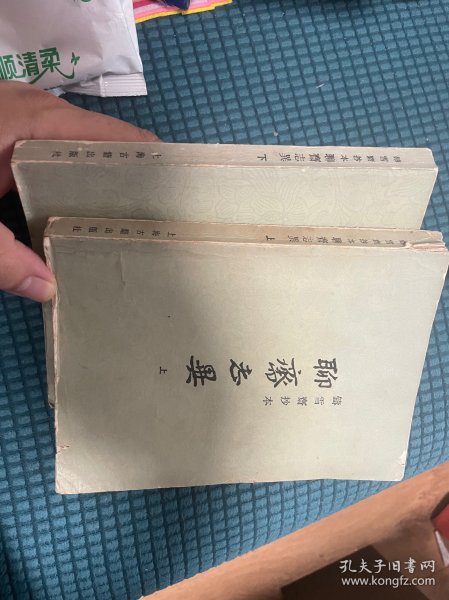 顺清柔
鑄雪齋抄本聊齋志異 下
上海古籍出版社
鑄雪齋抄本聊齋志異 上
上海古籍出版社
聊齋志異 上
鑄雪齋抄本
孔夫子旧书网
www.kongfz.com